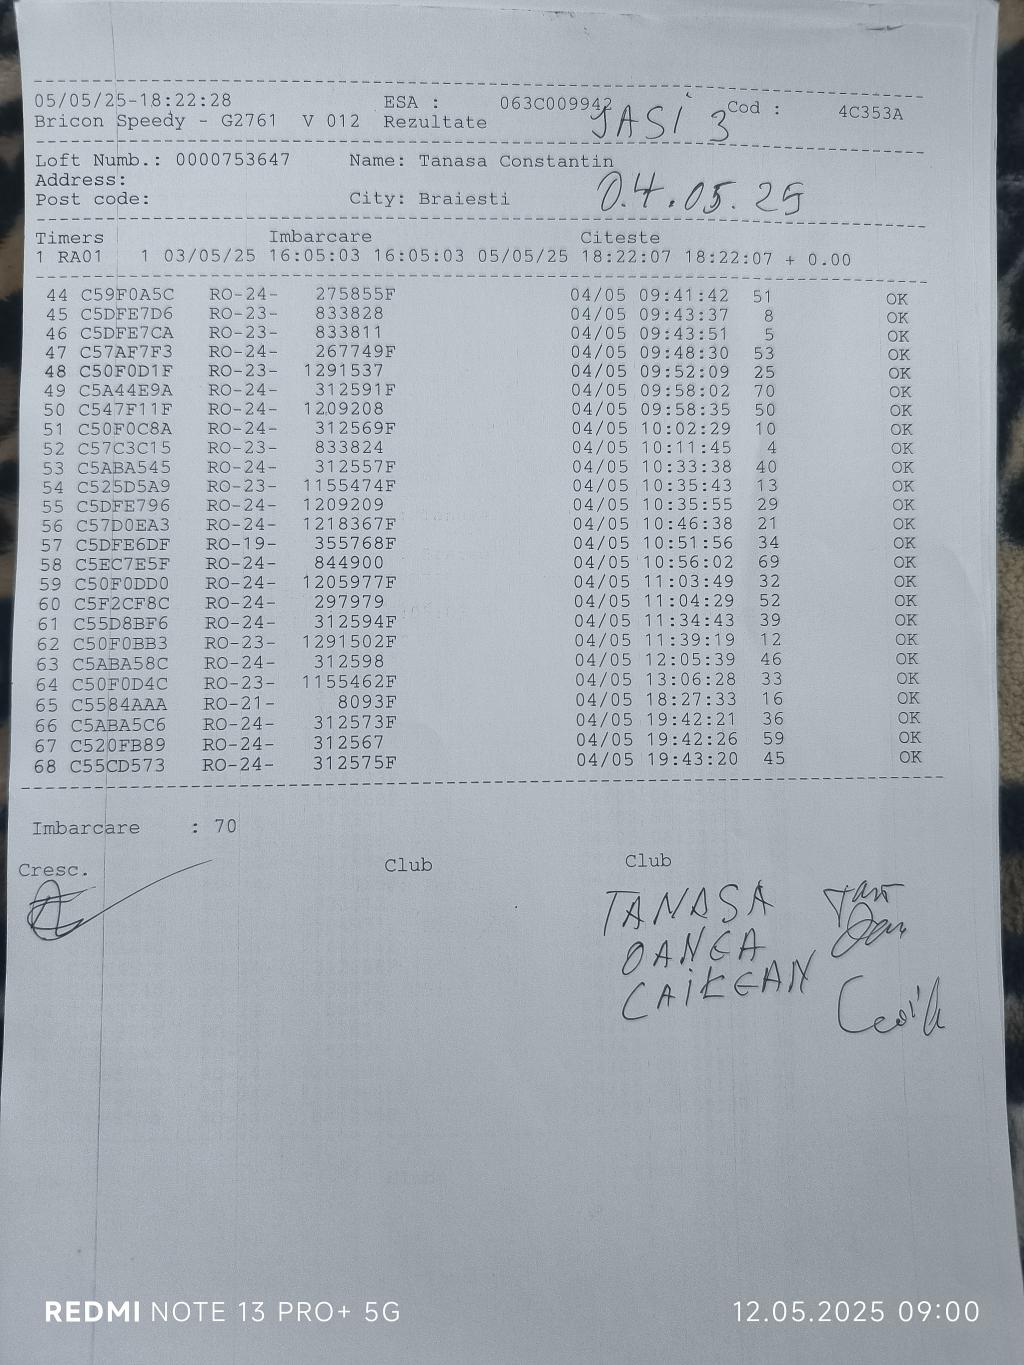 05/05/25-18:22:28 ESA : 063C009942 Cod : 4C353A
Bricon Speedy - G2761 V 012 Rezultate JASI 3
Loft Numb.: 0000753647 Name: Tanasa Constantin
Address:
Post code: City: Braiesti 04.05.25
Timers Imbarcare Citeste
1 RA01 1 03/05/25 16:05:03 16:05:03 05/05/25 18:22:07 18:22:07 + 0.00
44 C59F0A5C RO-24- 275855F 04/05 09:41:42 51 OK
45 C5DFE7D6 RO-23- 833828 04/05 09:43:37 8 OK
46 C5DFE7CA RO-23- 833811 04/05 09:43:51 5 OK
47 C57AF7F3 RO-24- 267749F 04/05 09:48:30 53 OK
48 C50F0D1F RO-23- 1291537 04/05 09:52:09 25 OK
49 C5A44E9A RO-24- 312591F 04/05 09:58:02 70 OK
50 C547F11F RO-24- 1209208 04/05 09:58:35 50 OK
51 C50F0C8A RO-24- 312569F 04/05 10:02:29 10 OK
52 C57C3C15 RO-23- 833824 04/05 10:11:45 4 OK
53 C5ABA545 RO-24- 312557F 04/05 10:33:38 40 OK
54 C525D5A9 RO-23- 1155474F 04/05 10:35:43 13 OK
55 C5DFE796 RO-24- 1209209 04/05 10:35:55 29 OK
56 C57D0EA3 RO-24- 1218367F 04/05 10:46:38 21 OK
57 C5DFE6DF RO-19- 355768F 04/05 10:51:56 34 OK
58 C5EC7E5F RO-24- 844900 04/05 10:56:02 69 OK
59 C50F0DD0 RO-24- 1205977F 04/05 11:03:49 32 OK
60 C5F2CF8C RO-24- 297979 04/05 11:04:29 52 OK
61 C55D8BF6 RO-24- 312594F 04/05 11:34:43 39 OK
62 C50F0BB3 RO-23- 1291502F 04/05 11:39:19 12 OK
63 C5ABA58C RO-24- 312598 04/05 12:05:39 46 OK
64 C50F0D4C RO-23- 1155462F 04/05 13:06:28 33 OK
65 C5584AAA RO-21- 8093F 04/05 18:27:33 16 OK
66 C5ABA5C6 RO-24- 312573F 04/05 19:42:21 36 OK
67 C520FB89 RO-24- 312567 04/05 19:42:26 59 OK
68 C55CD573 RO-24- 312575F 04/05 19:43:20 45 OK
Imbarcare : 70
Cresc. Club Club
TANASA
OANCA
REDMI NOTE 13 PRO+ 5G 12.05.2025 09:00